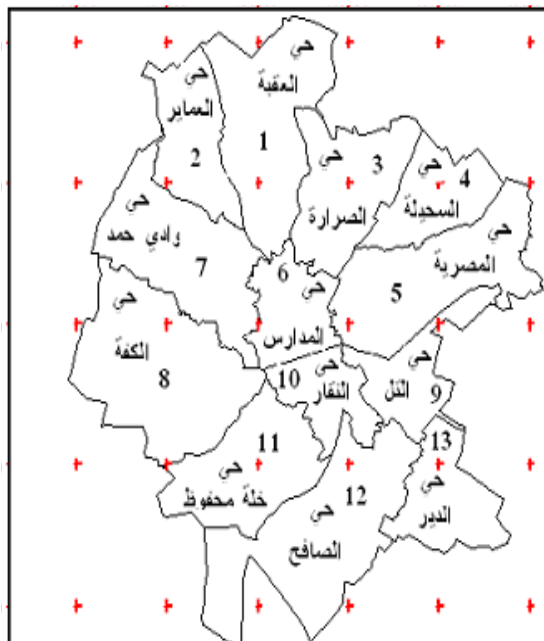 حي
العقبة
1
حي
العماير
2
حي
3
الصرارة
حي
4
السحيلة
حي
المصرية
5
6
حي
المدارس
حي
وادي حمد
7
حي
الكفة
8
حي
التل
9
10
حي
النقار
11
حي
خلة محفوظ
12
حي
الصافح
13
حي
الدير